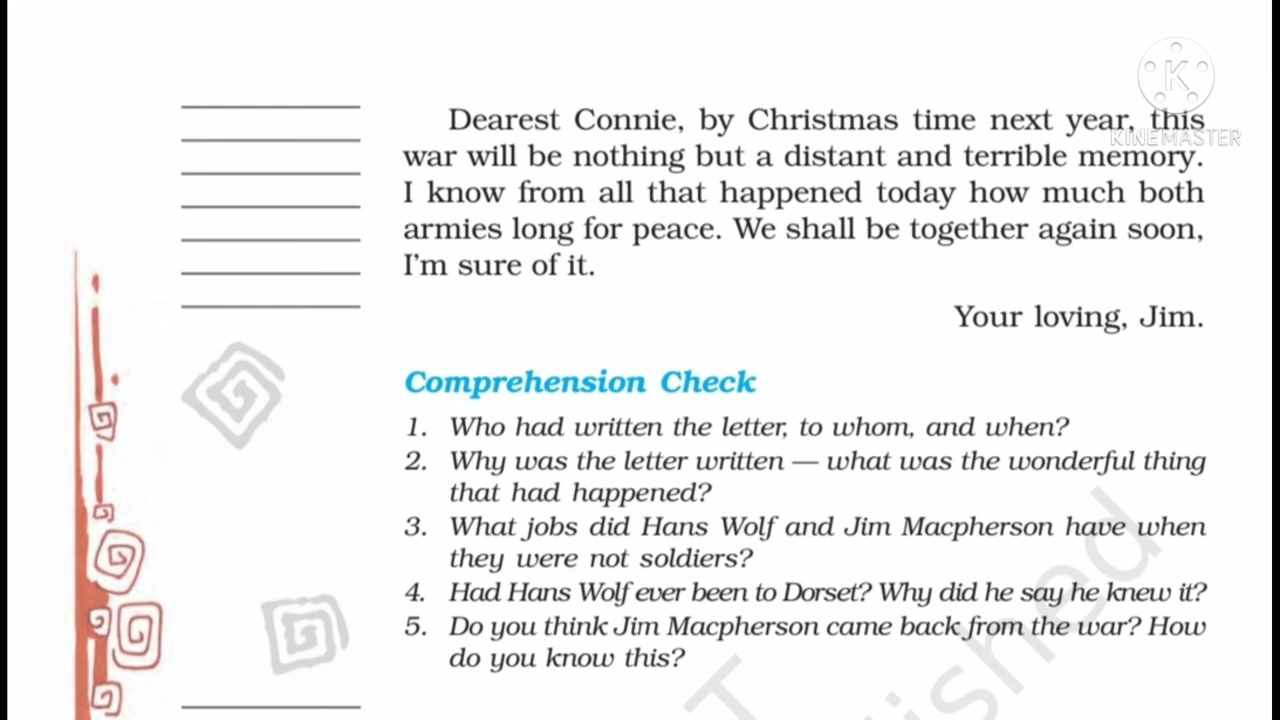 Dearest Connie, by Christmas time next year, this
war will be nothing but a distant and terrible memory.
I know from all that happened today how much both
armies long for peace. We shall be together again soon,
I'm sure of it.
Your loving, Jim.
Comprehension Check
1. Who had written the letter, to whom, and when?
2. Why was the letter written — what was the wonderful thing
that had happened?
3. What jobs did Hans Wolf and Jim Macpherson have when
they were not soldiers?
4. Had Hans Wolf ever been to Dorset? Why did he say he knew it?
5. Do you think Jim Macpherson came back from the war? How
do you know this?
K
KINEMASTER